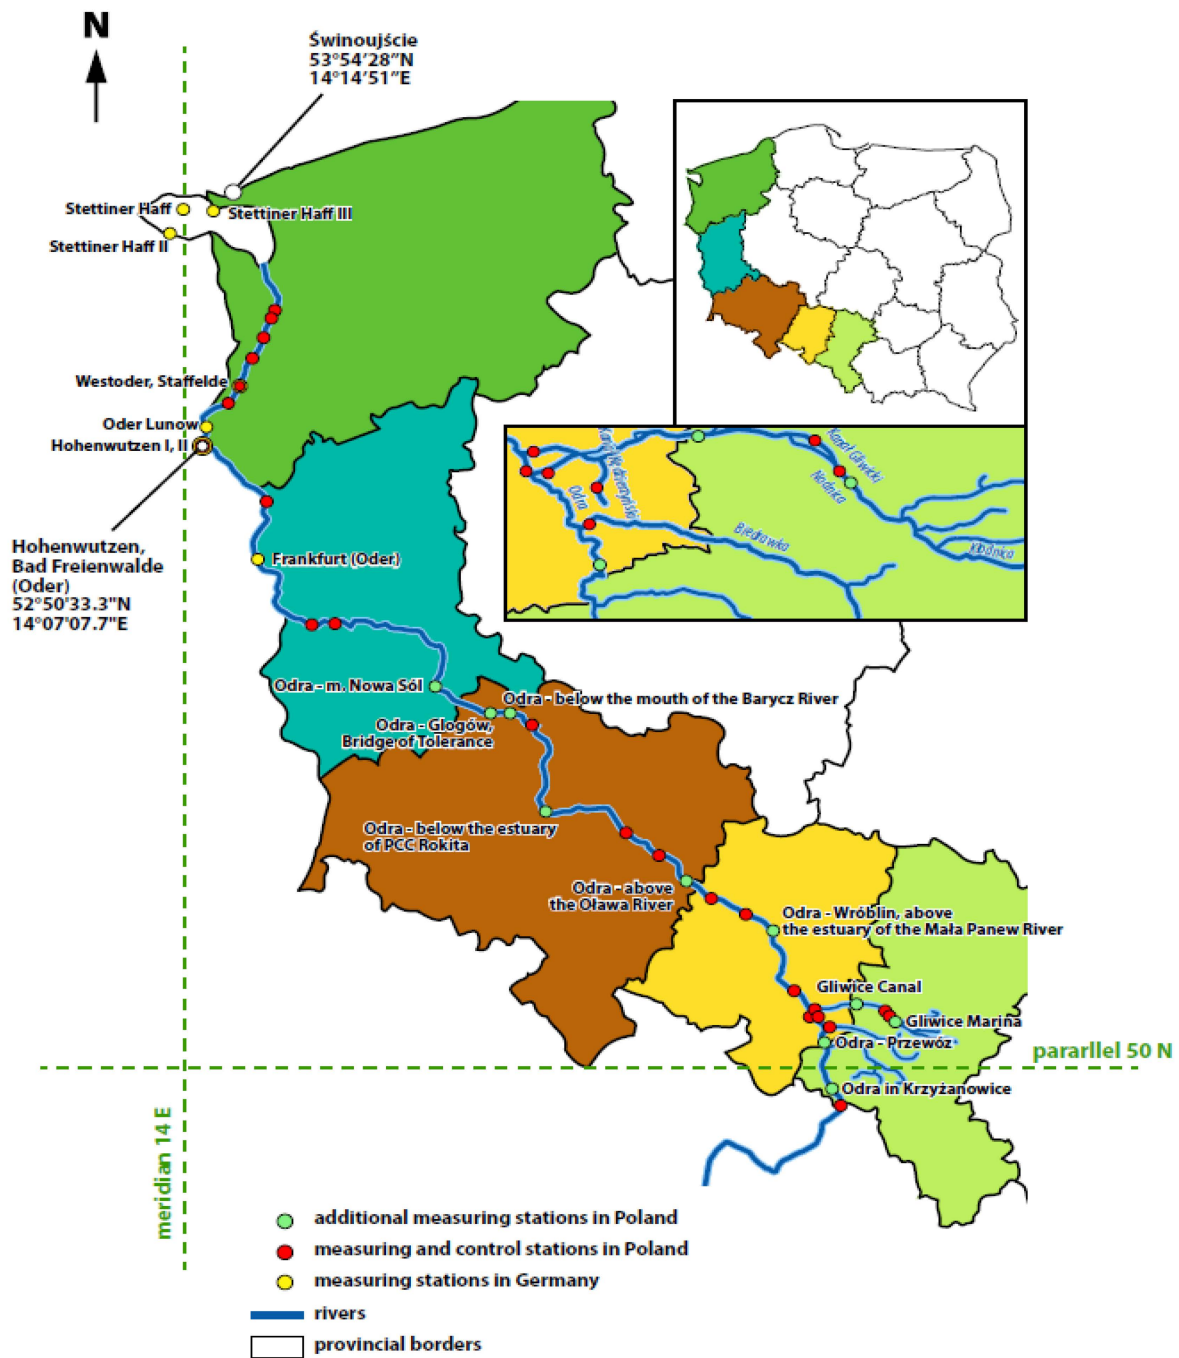 N
Świnoujście
53°54′28″N
14°14′51″E
Stettiner Haff
Stettiner Haff III
Stettiner Haff II
Westoder, Staffelde
Oder Lunow
Hohenwutzen I, II
Hohenwutzen,
Bad Freienwalde
(Oder)
52°50'33.3"N
14°07'07.7"E
Frankfurt (Oder)
Kanał Kędzierzyński
Odra
Kanał Gliwicki
Nodnica
Biedrawka
Kłodnica
Odra - m. Nowa Sól
Odra - below the mouth of the Barycz River
Odra - Glogów,
Bridge of Tolerance
Odra - below the estuary
of PCC Rokita
Odra - above
the Oława River
Odra - Wróblin, above
the estuary of the Mała Panew River
Gliwice Canal
Gliwice Marina
Odra - Przewóz
pararllel 50 N
Odra in Krzyżanowice
meridian 14 E
additional measuring stations in Poland
measuring and control stations in Poland
measuring stations in Germany
rivers
provincial borders